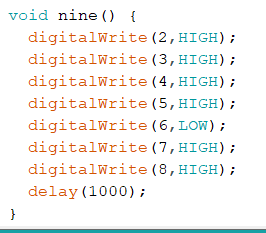 void nine() {
digitalWrite(2,HIGH);
digitalWrite(3,HIGH);
digitalWrite(4,HIGH);
digitalWrite(5,HIGH);
digitalWrite(6,LOW);
digitalWrite(7,HIGH);
digitalWrite(8,HIGH);
delay(1000);
}